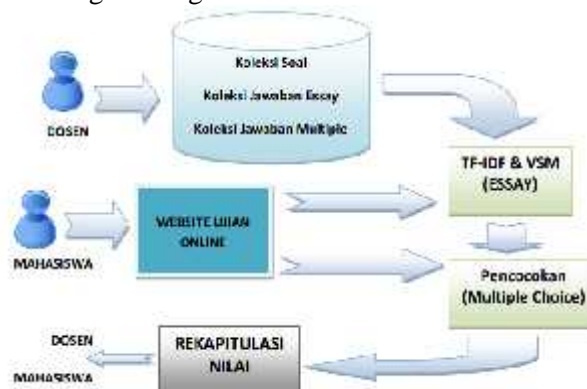 Koleksi Soal
Koleksi Jawaban Essay
Koleksi Jawaban Multiple
DOSEN
TF-IDF & VSM
(ESSAY)
WEBSITE UJIAN
ONLINE
MAHASISWA
Pencocokan
(Multiple Choice)
DOSEN
MAHASISWA
REKAPITULASI
NILAI